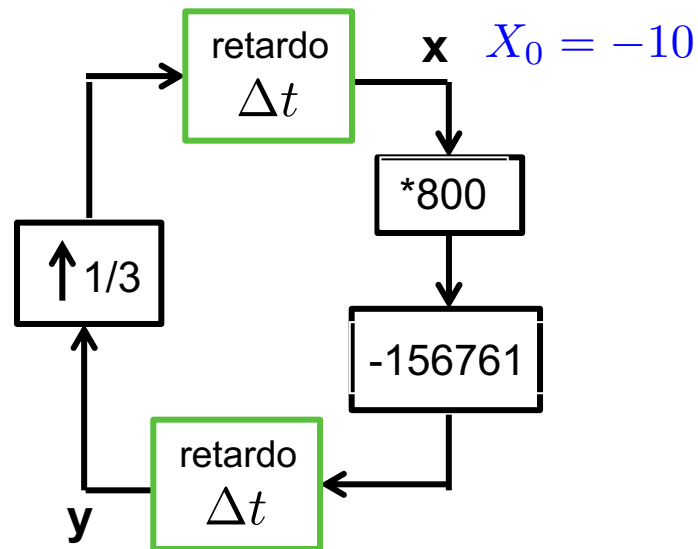 retardo
Δt
x
X₀ = −10
*800
↑ 1/3
-156761
retardo
Δt
y